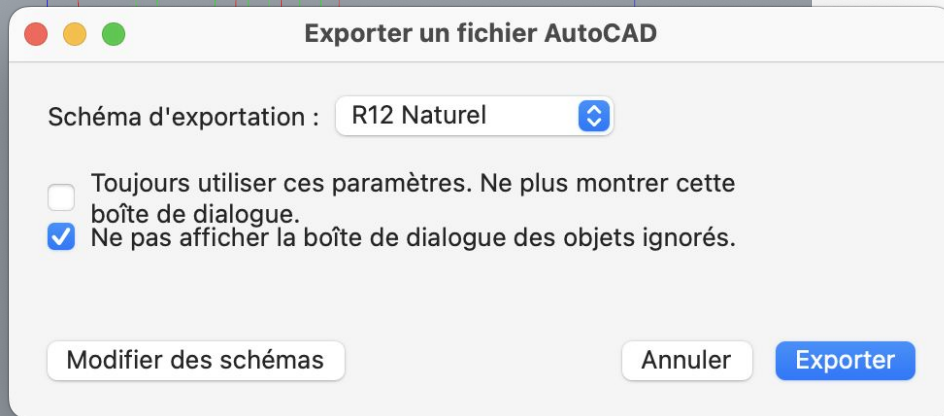 Exporter un fichier AutoCAD
Schéma d'exportation : R12 Naturel
Toujours utiliser ces paramètres. Ne plus montrer cette
boîte de dialogue.
Ne pas afficher la boîte de dialogue des objets ignorés.
Modifier des schémas Annuler Exporter